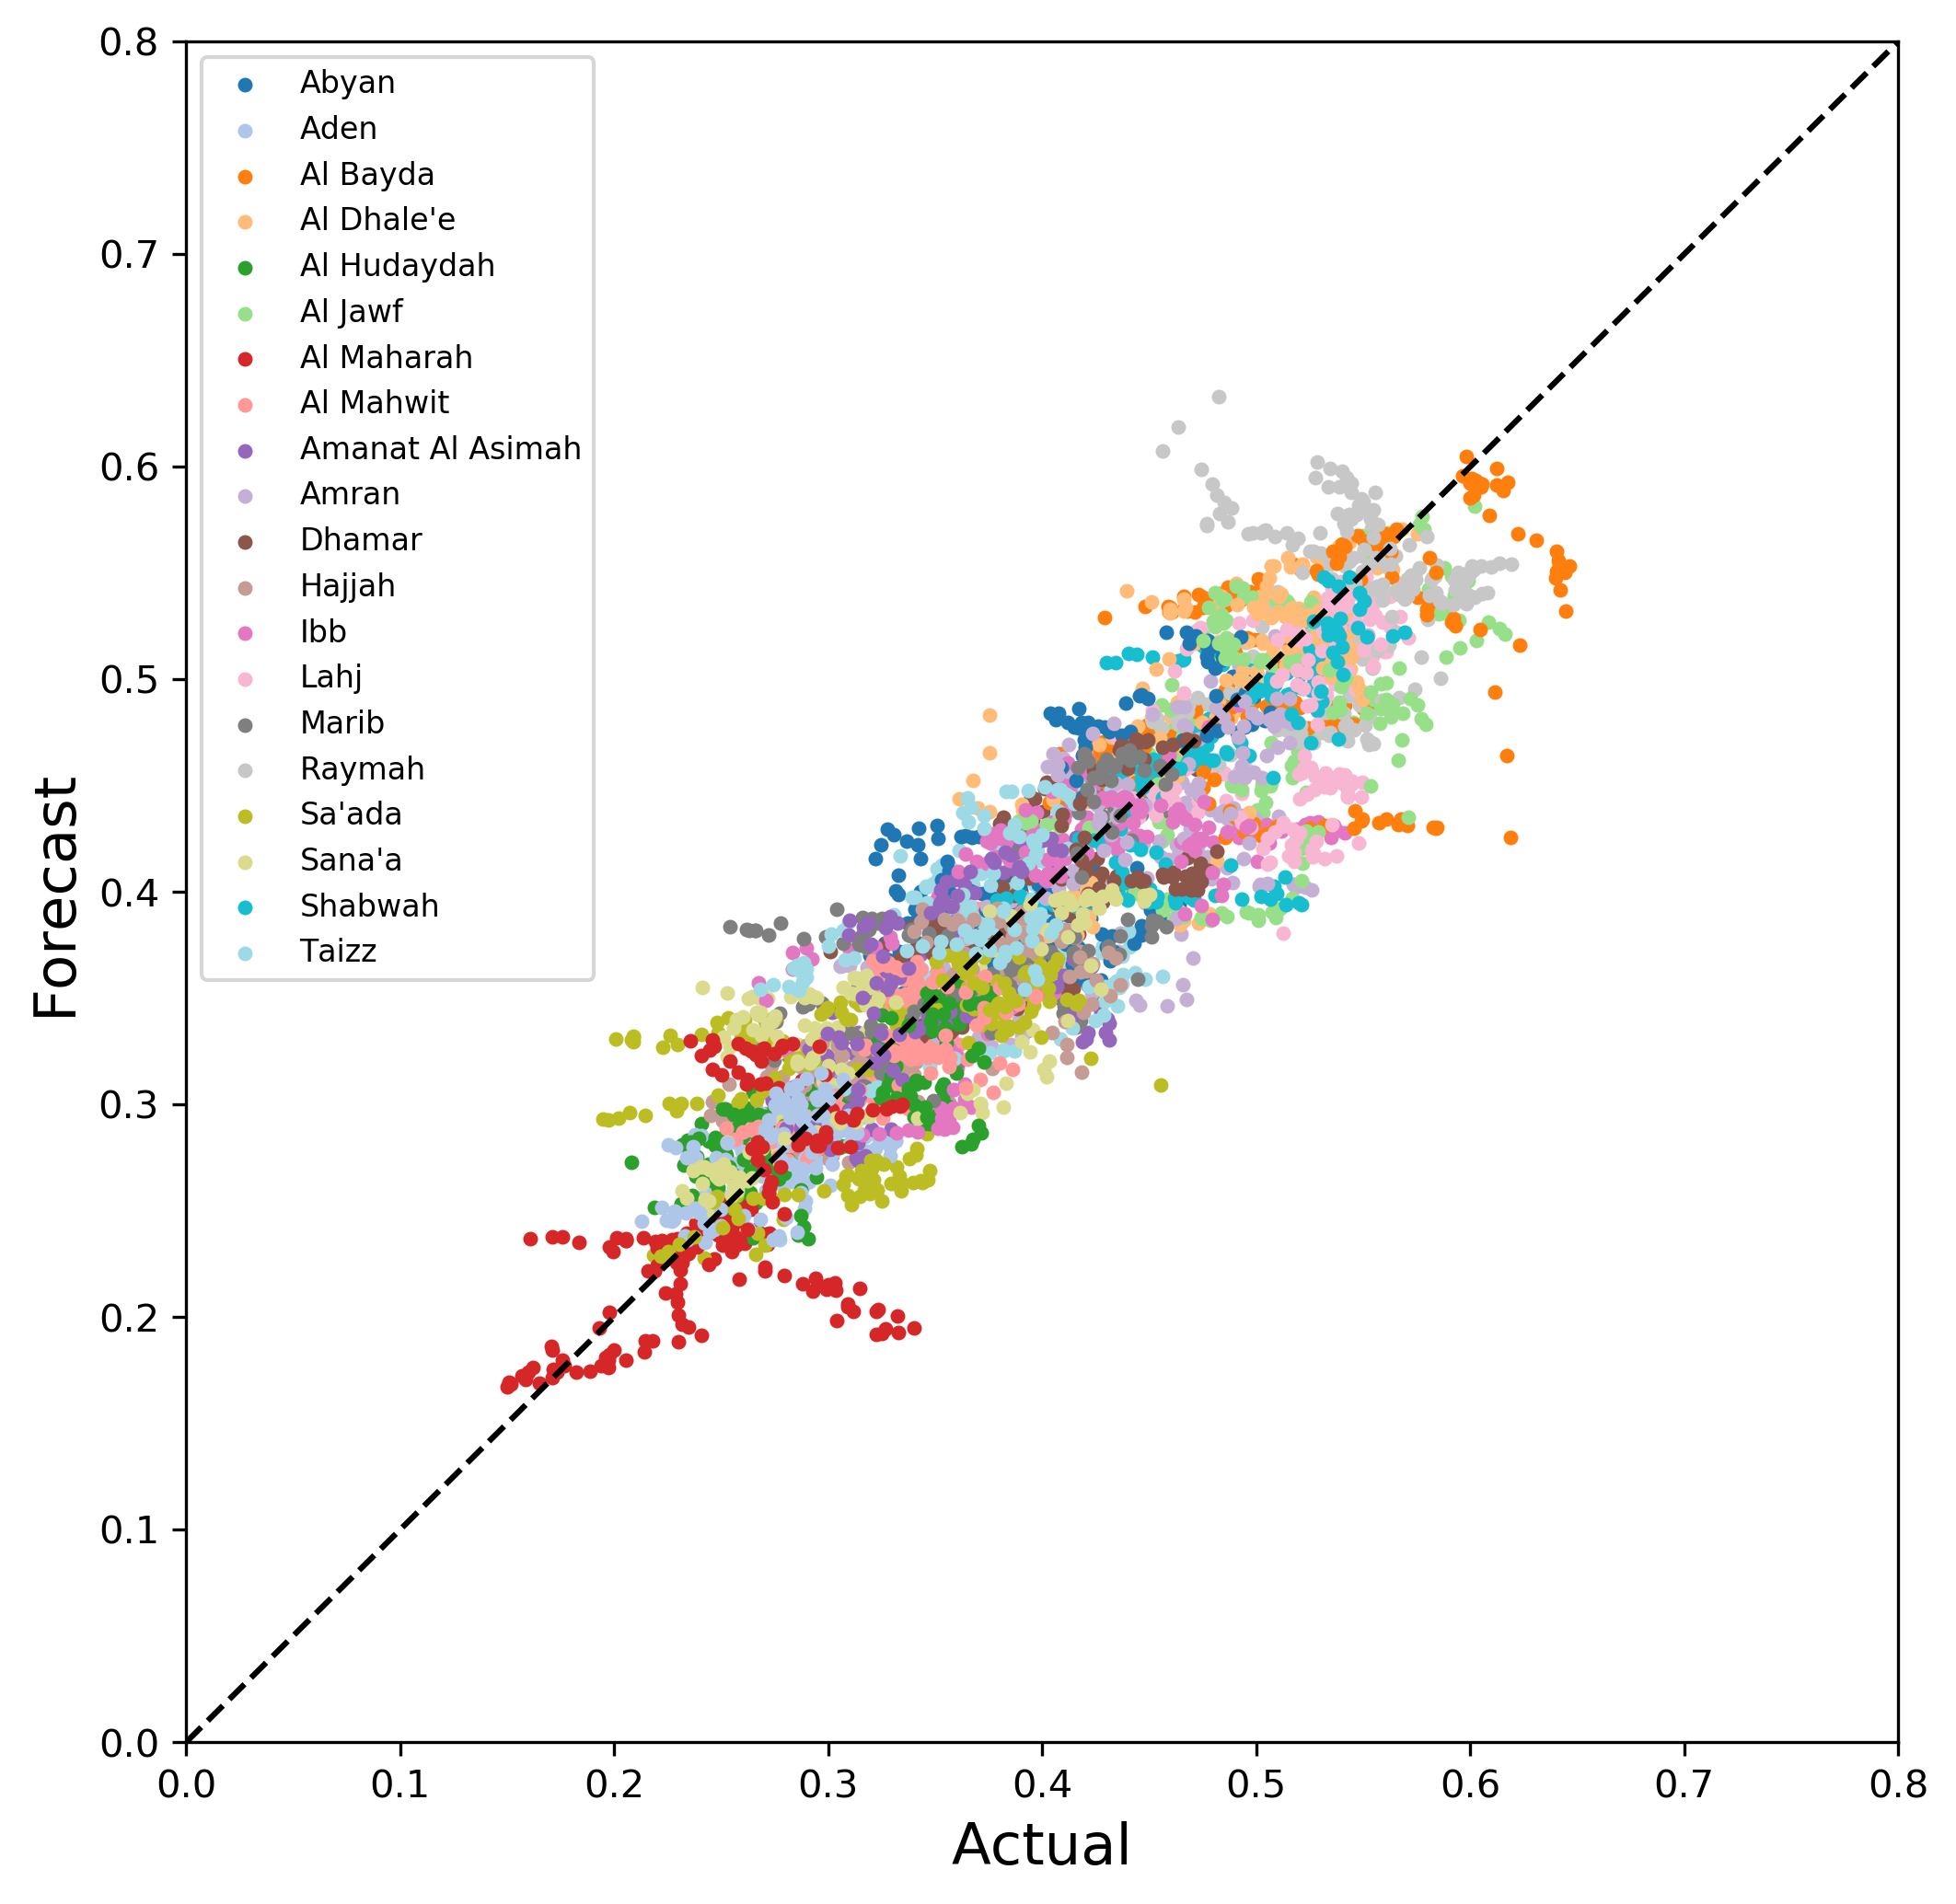 0.8
0.7
0.6
0.5
0.4
0.3
0.2
0.1
0.0
Forecast
Abyan
Aden
Al Bayda
Al Dhale'e
Al Hudaydah
Al Jawf
Al Maharah
Al Mahwit
Amanat Al Asimah
Amran
Dhamar
Hajjah
Ibb
Lahj
Marib
Raymah
Sa'ada
Sana'a
Shabwah
Taizz
0.0 0.1 0.2 0.3 0.4 0.5 0.6 0.7 0.8
Actual